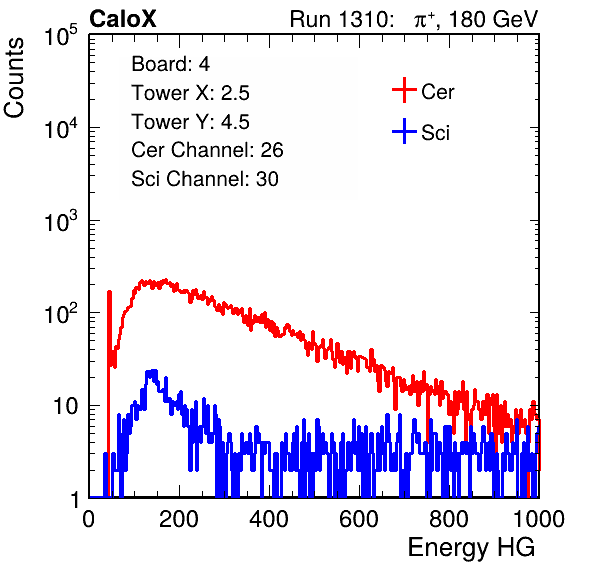 CaloX Run 1310: π⁺, 180 GeV
Counts
10⁵
10⁴
10³
10²
10
1
Board: 4
Tower X: 2.5
Tower Y: 4.5
Cer Channel: 26
Sci Channel: 30
Cer
Sci
0 200 400 600 800 1000
Energy HG